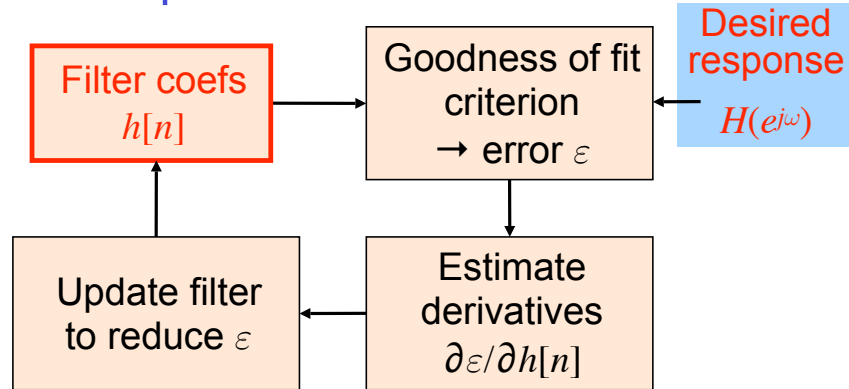 Filter coefs
h[n]
Goodness of fit
criterion
→ error ε
Desired
response
H(e^{jω})
Update filter
to reduce ε
Estimate
derivatives
∂ε/∂h[n]